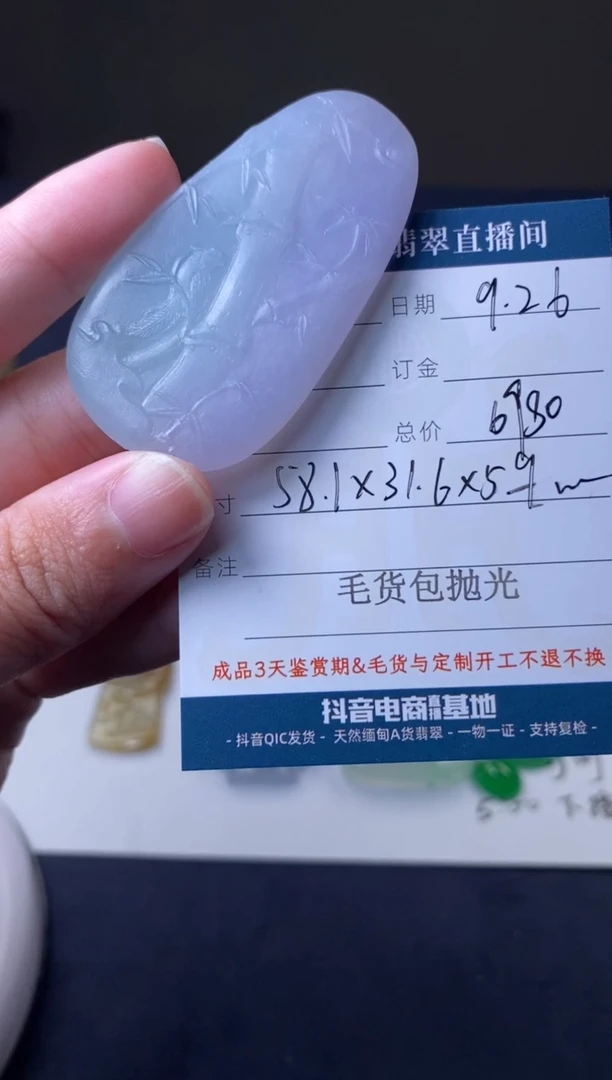 翡翠直播间
日期 9.26
订金
总价 6980
寸 58.1×31.6×5.9 m
备注
毛货包抛光
成品3天鉴赏期&毛货与定制开工不退不换
抖音电商基地
- 抖音QIC发货 - 天然缅甸A货翡翠 - 一物一证 - 支持复检 -